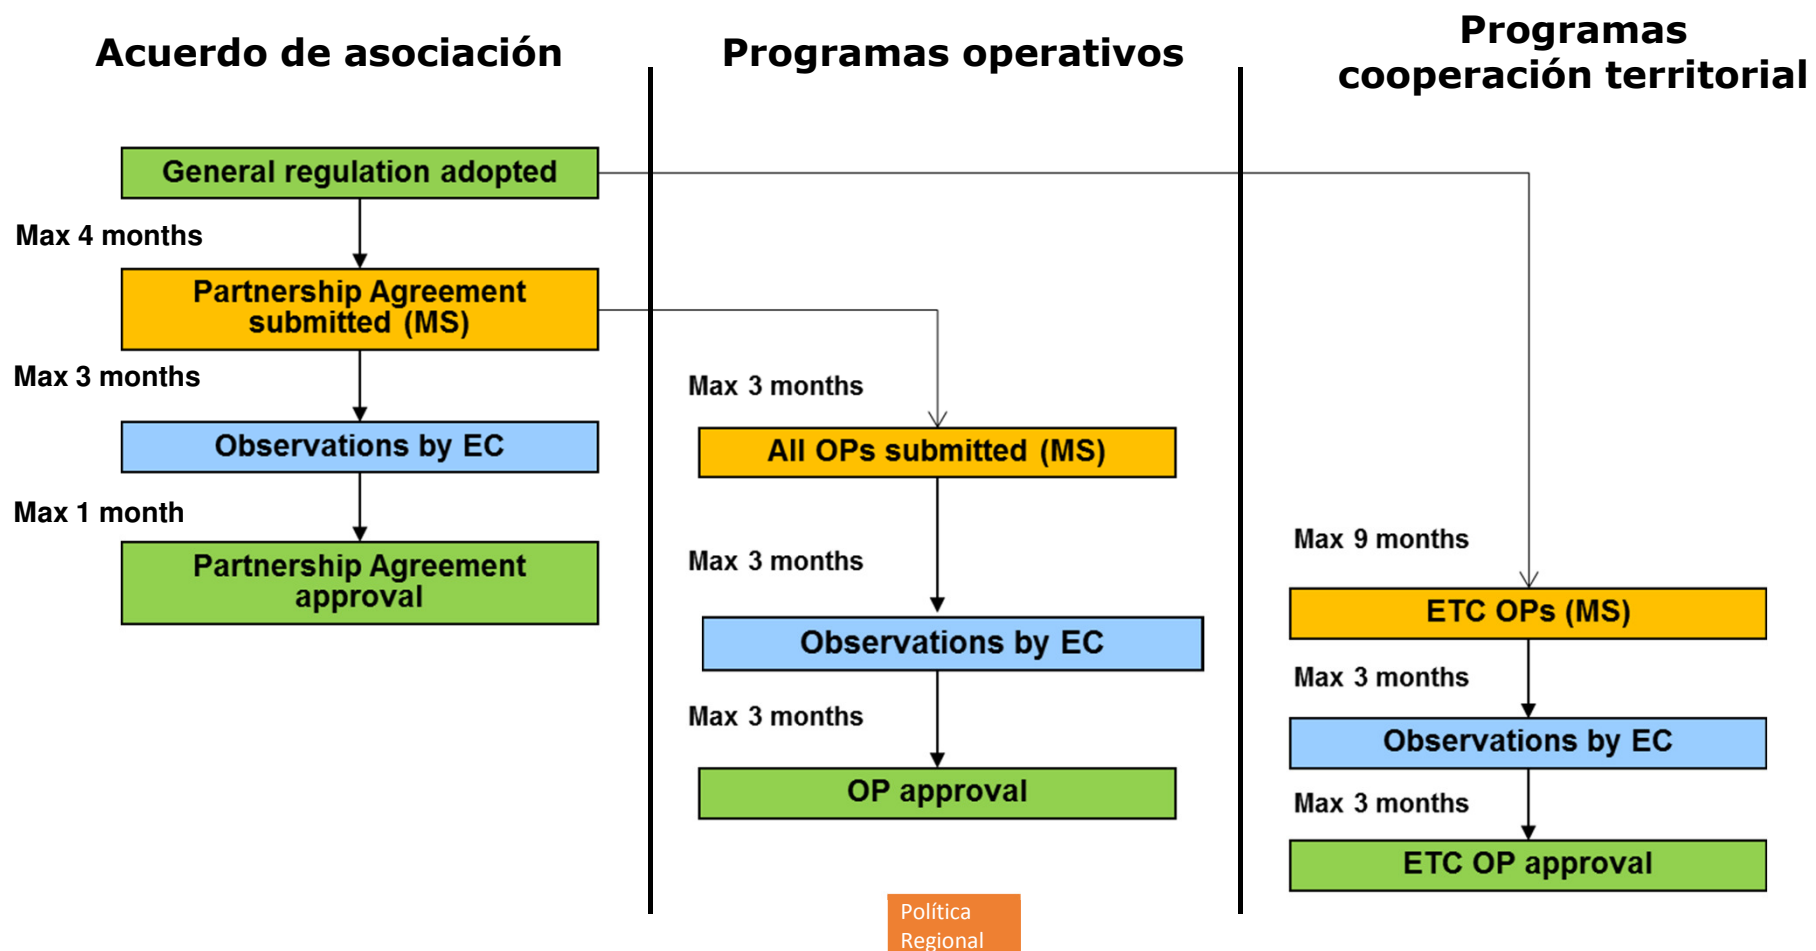 Acuerdo de asociación
General regulation adopted
Max 4 months
Partnership Agreement
submitted (MS)
Max 3 months
Observations by EC
Max 1 month
Partnership Agreement
approval
Programas operativos
Max 3 months
All OPs submitted (MS)
Max 3 months
Observations by EC
Max 3 months
OP approval
Programas
cooperación territorial
Max 9 months
ETC OPs (MS)
Max 3 months
Observations by EC
Max 3 months
ETC OP approval
Política
Regional